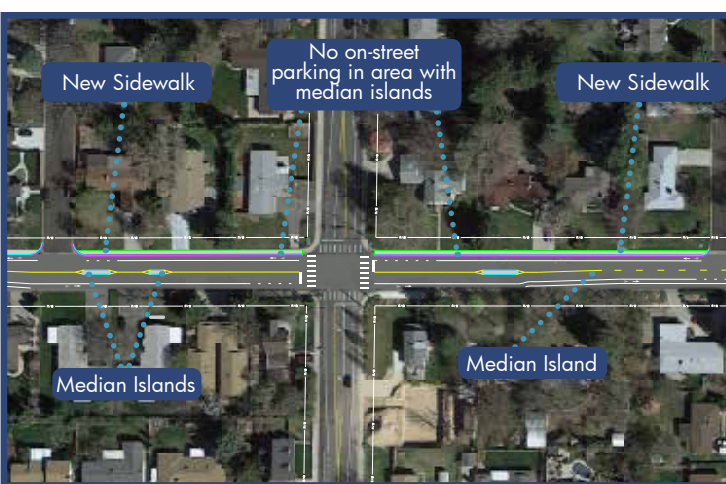 New Sidewalk
No on-street
parking in area with
median islands
New Sidewalk
Median Islands
Median Island